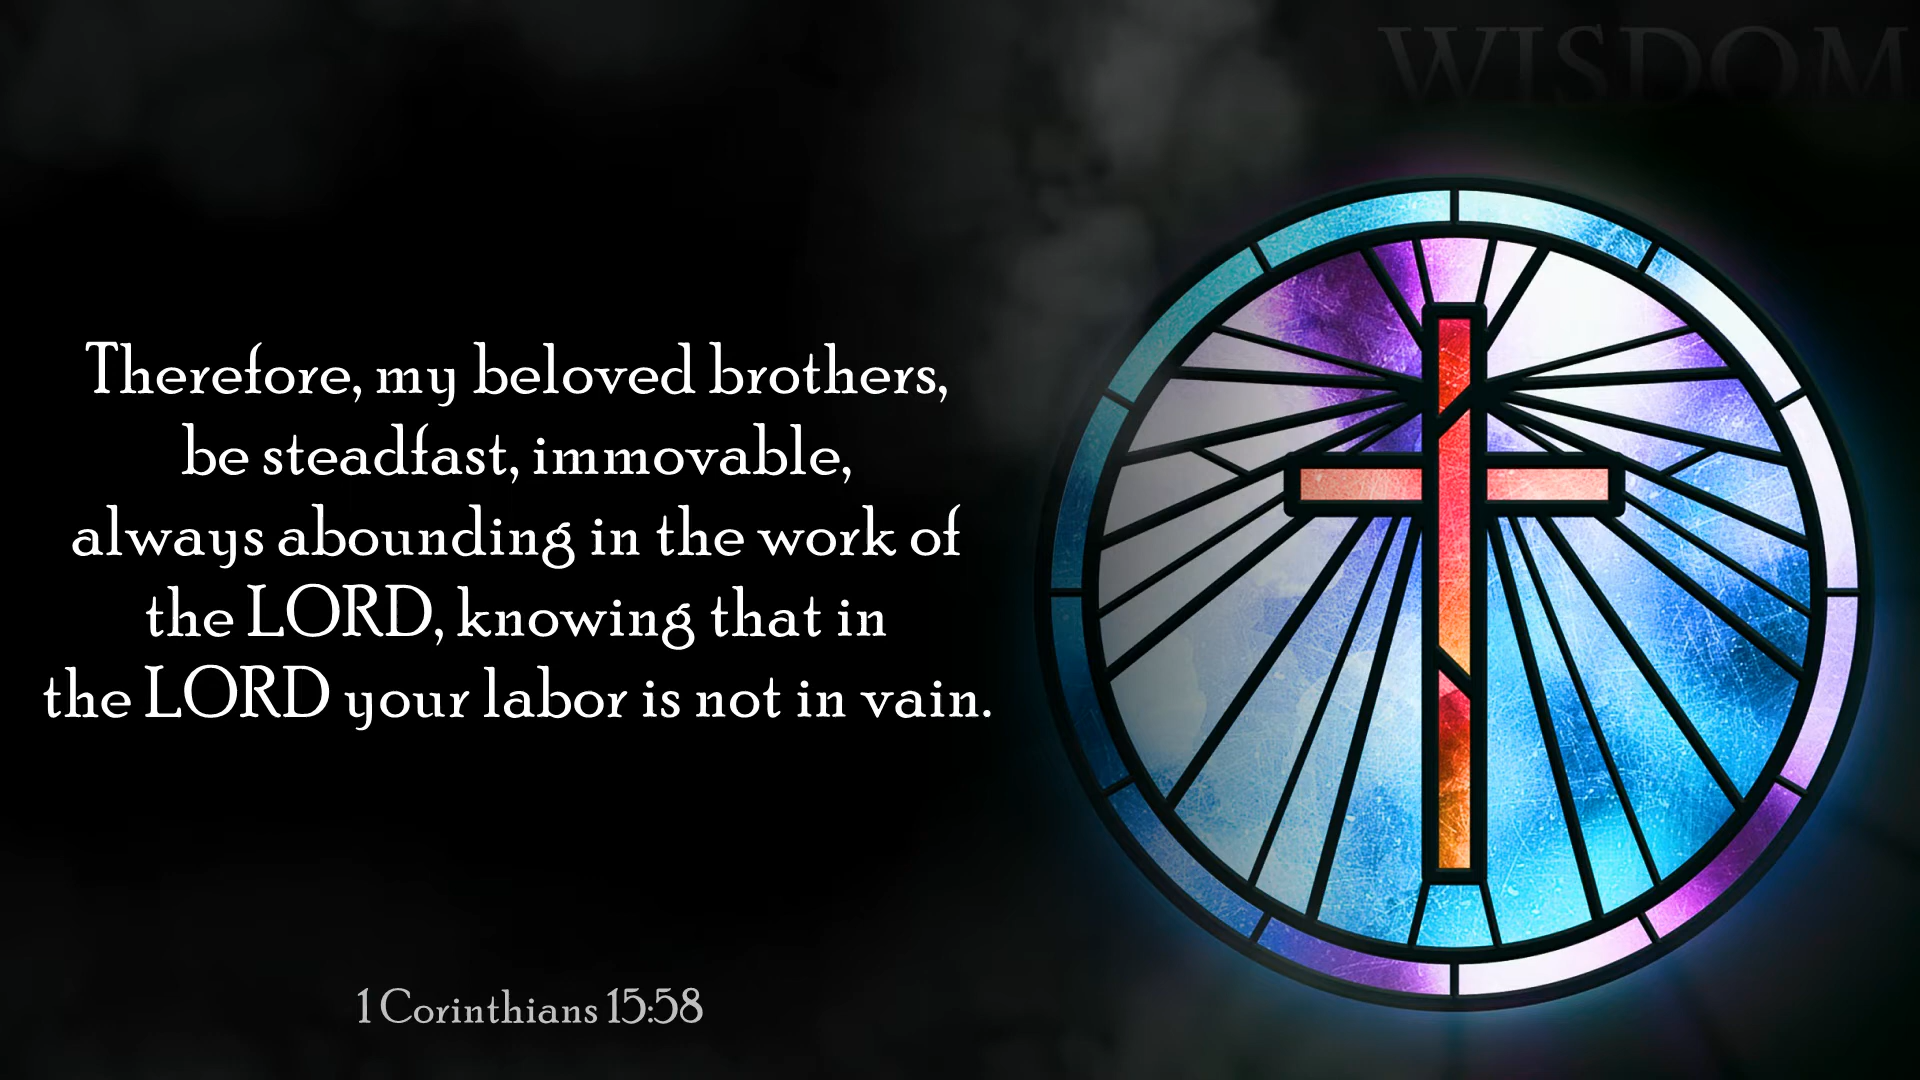 WISDOM
Therefore, my beloved brothers,
be steadfast, immovable,
always abounding in the work of
the LORD, knowing that in
the LORD your labor is not in vain.
1 Corinthians 15:58